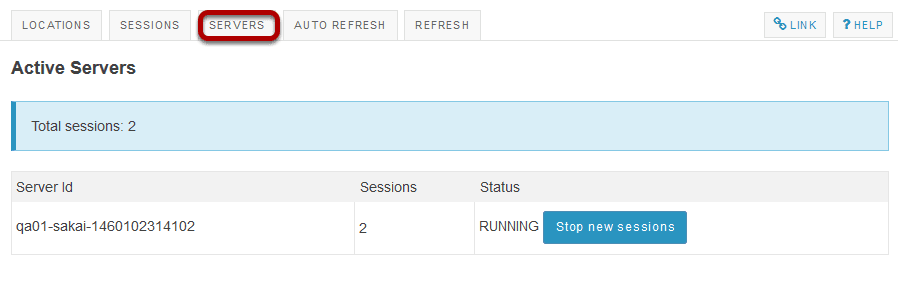 LOCATIONS SESSIONS SERVERS AUTO REFRESH REFRESH LINK ? HELP
Active Servers
Total sessions: 2
Server Id Sessions Status
qa01-sakai-1460102314102 2 RUNNING Stop new sessions